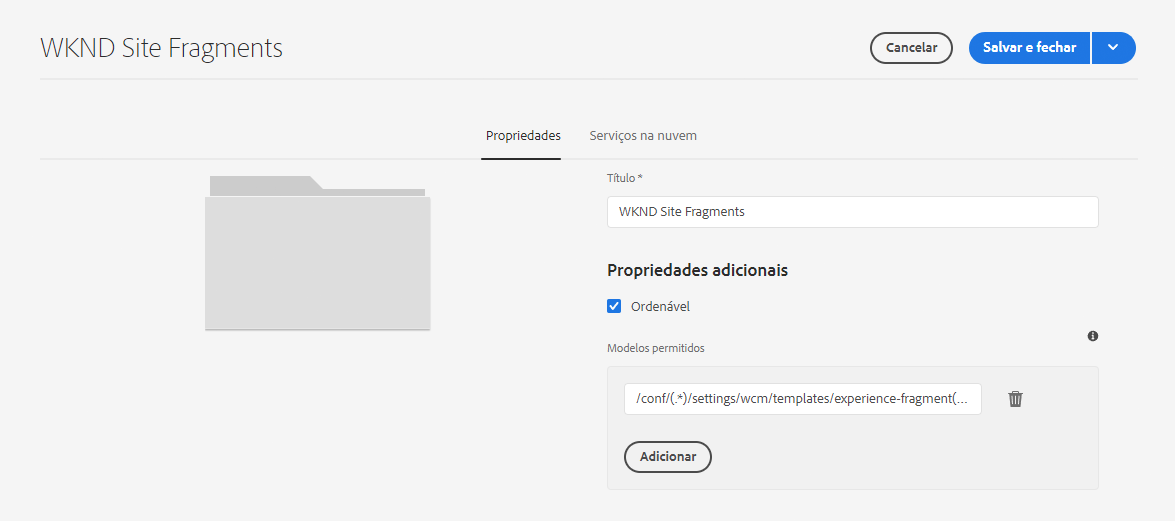 WKND Site Fragments
Cancelar
Salvar e fechar
Propriedades
Serviços na nuvem
Título *
WKND Site Fragments
Propriedades adicionais
Ordenável
Modelos permitidos
/conf/(.*)/settings/wcm/templates/experience-fragment(...
Adicionar